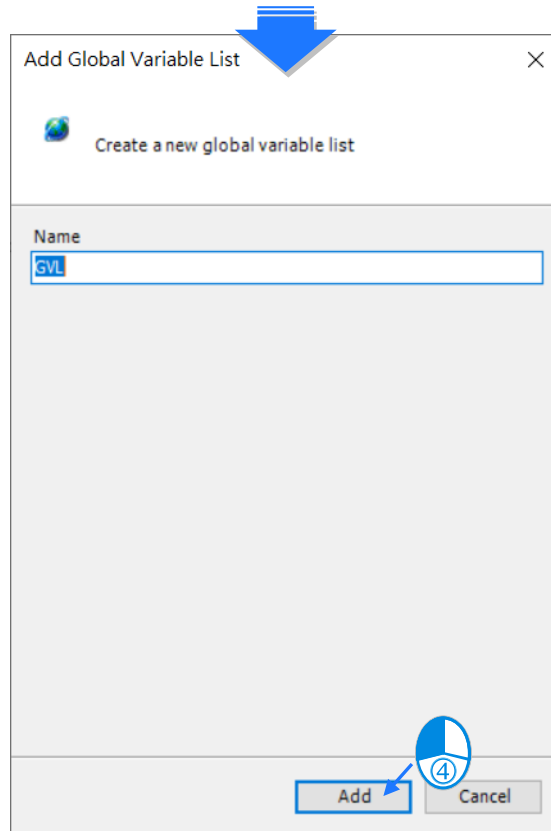 Add Global Variable List
Create a new global variable list
Name
GVL
④
Add
Cancel